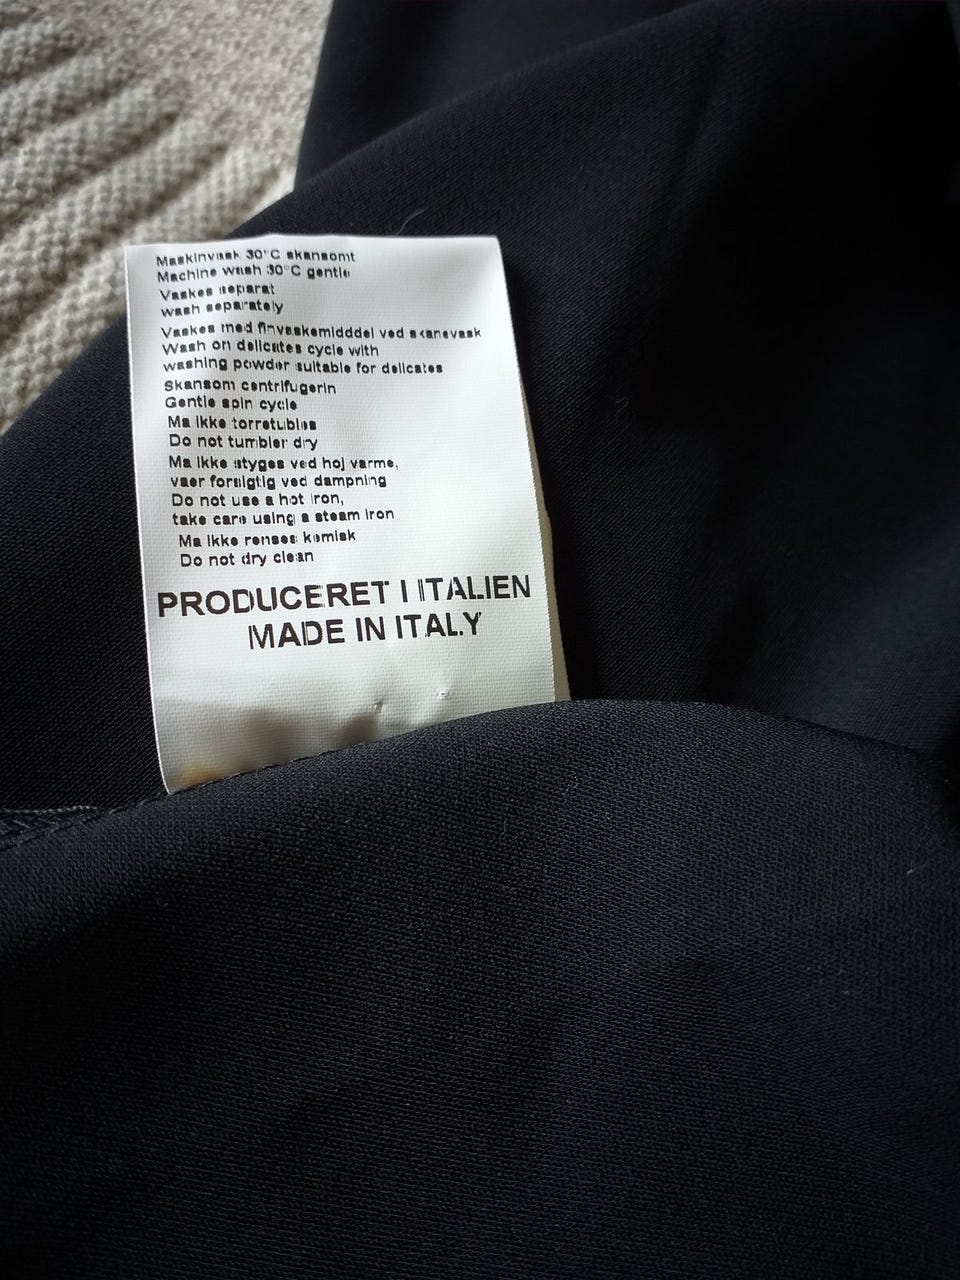 Maskinvask 30°C skansomt
Machine wash 30°C gentle
Vaskes separat
wash separately
Vaskes med finvaskemidddel ved skanevask
Wash on delicates cycle with
washing powder suitable for delicates
Skansom centrifugerin
Gentle spin cycle
Ma ikke torretubles
Do not tumbler dry
Ma ikke styges ved hoj varme,
vaer forsigtig ved dampning
Do not use a hot iron,
take care using a steam iron
Ma ikke renses kemisk
Do not dry clean
PRODUCERET I ITALIEN
MADE IN ITALY